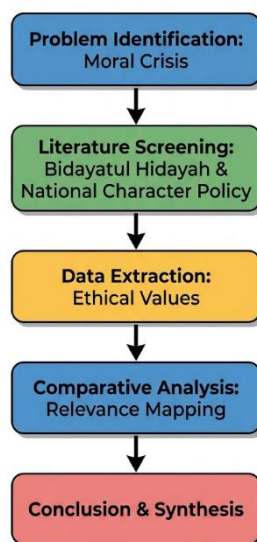 Problem Identification:
Moral Crisis
Literature Screening:
Bidayatul Hidayah &
National Character Policy
Data Extraction:
Ethical Values
Comparative Analysis:
Relevance Mapping
Conclusion & Synthesis